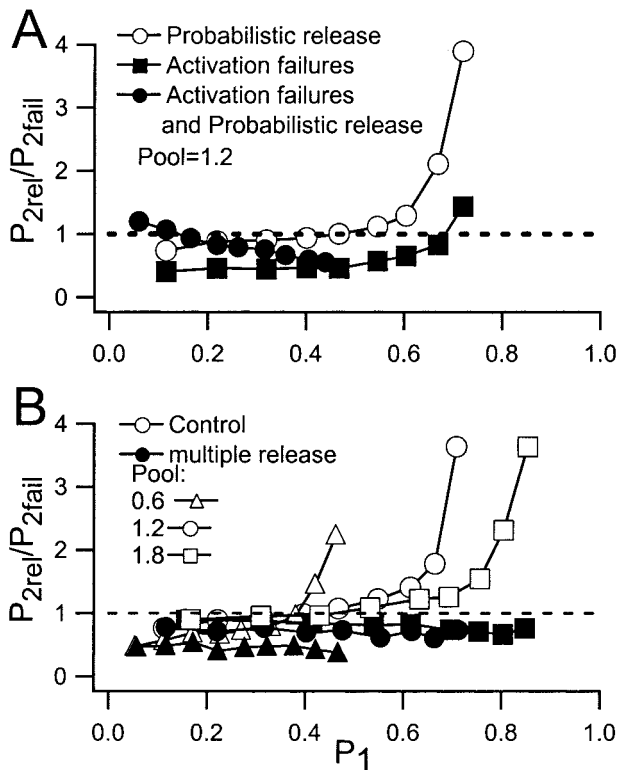 A
Probabilistic release
Activation failures
Activation failures
and Probabilistic release
Pool=1.2
P2rel/P2fail
4
3
2
1
0
0.0 0.2 0.4 0.6 0.8 1.0
B
Control
multiple release
Pool:
0.6
1.2
1.8
P2rel/P2fail
4
3
2
1
0
0.0 0.2 0.4 0.6 0.8 1.0
P1